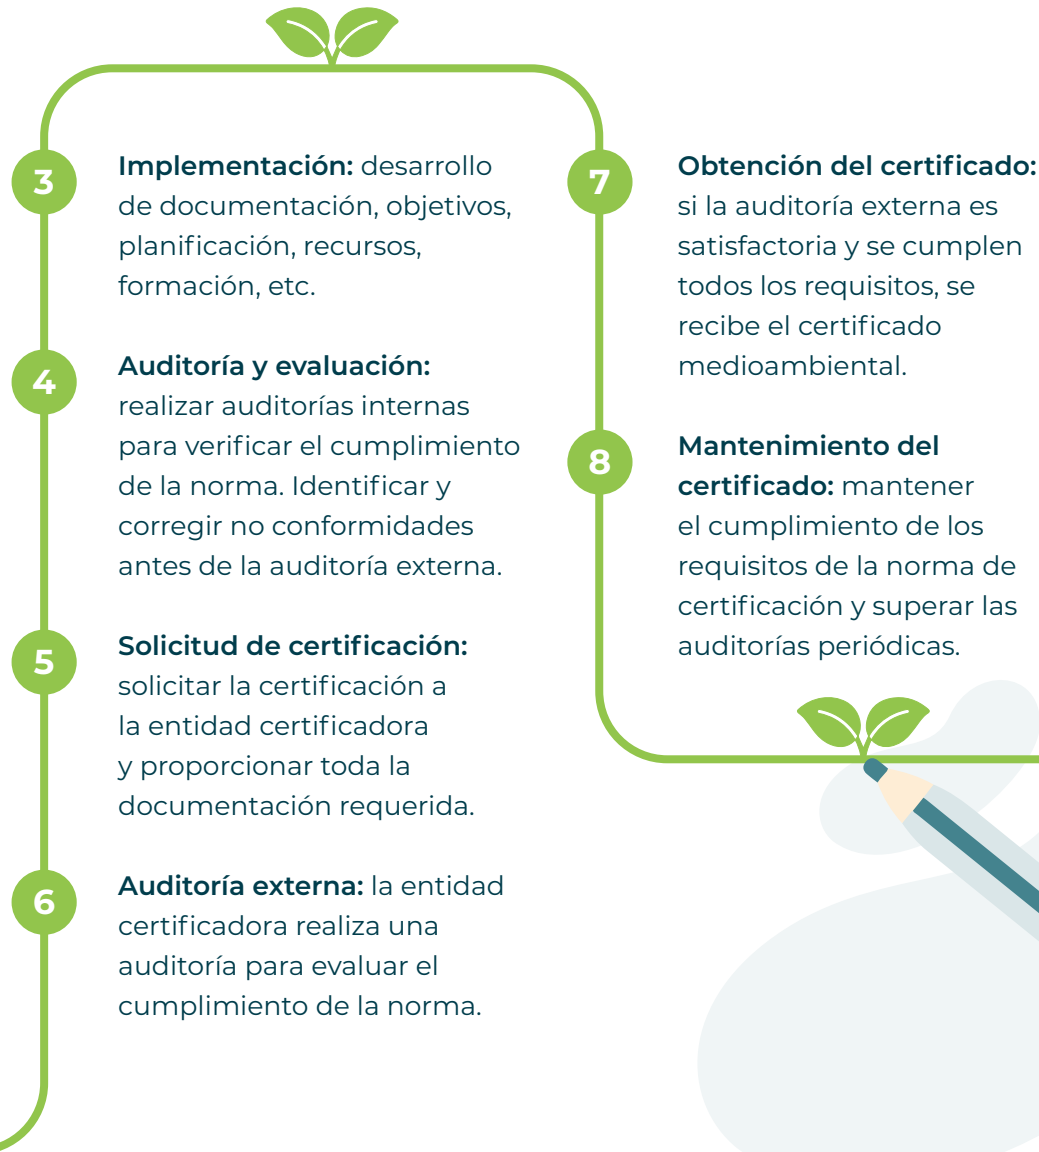 3
Implementación: desarrollo
de documentación, objetivos,
planificación, recursos,
formación, etc.
4
Auditoría y evaluación:
realizar auditorías internas
para verificar el cumplimiento
de la norma. Identificar y
corregir no conformidades
antes de la auditoría externa.
5
Solicitud de certificación:
solicitar la certificación a
la entidad certificadora
y proporcionar toda la
documentación requerida.
6
Auditoría externa: la entidad
certificadora realiza una
auditoría para evaluar el
cumplimiento de la norma.
7
Obtención del certificado:
si la auditoría externa es
satisfactoria y se cumplen
todos los requisitos, se
recibe el certificado
medioambiental.
8
Mantenimiento del
certificado: mantener
el cumplimiento de los
requisitos de la norma de
certificación y superar las
auditorías periódicas.